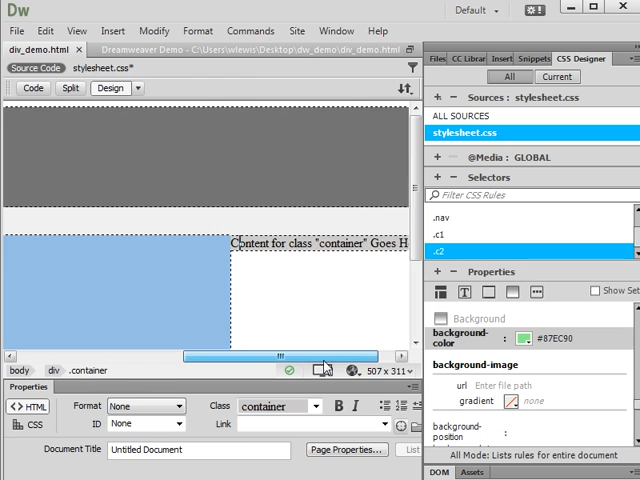 Dw
Default
File Edit View Insert Modify Format Commands Site Window Help
div_demo.html × Dreamweaver Demo - C:\Users\wlewis\Desktop\dw_demo\div_demo.html
Source Code stylesheet.css*
Code Split Design
Content for class "container" Goes H
body div .container 507 x 311
Properties
HTML Format None Class container B I
CSS ID None Link
Document Title Untitled Document Page Properties... List
Files CC Librar Insert Snippets CSS Designer
All Current
+ − Sources : stylesheet.css
ALL SOURCES
stylesheet.css
+ − @Media : GLOBAL
+ − Selectors
Filter CSS Rules
.nav
.c1
.c2
+ − Properties
Show Set
Background
background-
color #87EC90
background-image
url Enter file path
gradient none
background-
position :
All Mode: Lists rules for entire document
DOM Assets